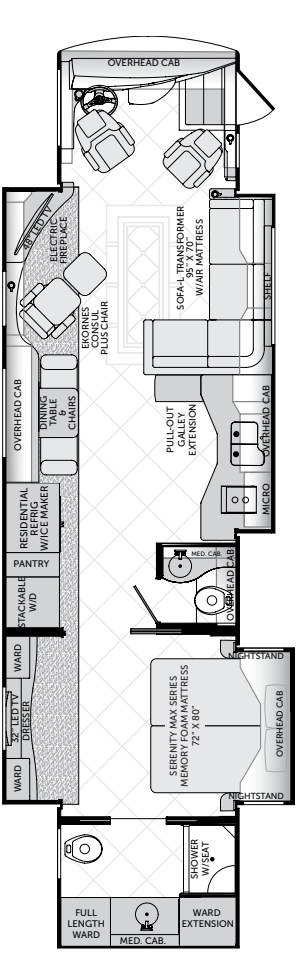 OVERHEAD CAB
48" LED TV
ELECTRIC
FIREPLACE
SOFA-L TRANSFORMER
95" X 70"
W/AIR MATTRESS
SHELF
EKORNES
CONSUL
PLUS CHAIR
OVERHEAD CAB
DINING
TABLE
&
CHAIRS
PULL-OUT
GALLEY
EXTENSION
OVERHEAD CAB
MICRO
RESIDENTIAL
REFRIG
W/ICE MAKER
PANTRY
STACKABLE
W/D
MED. CAB.
OVERHEAD CAB
WARD
32" LED TV
DRESSER
WARD
NIGHTSTAND
SERENITY MAX SERIES
MEMORY FOAM MATTRESS
72" X 80"
OVERHEAD CAB
NIGHTSTAND
SHOWER
W/SEAT
FULL
LENGTH
WARD
MED. CAB.
WARD
EXTENSION